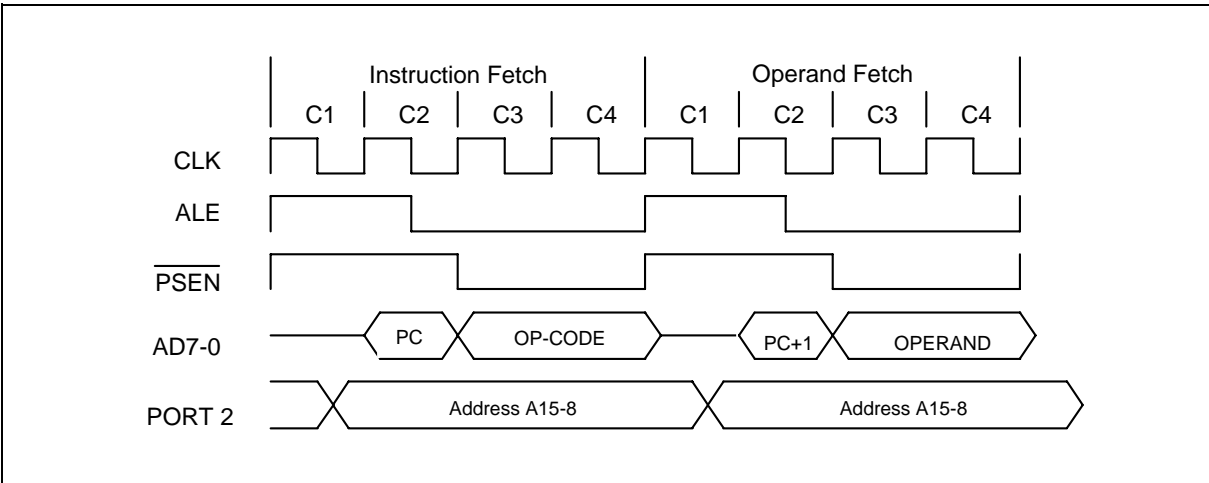 Instruction Fetch Operand Fetch
C1 C2 C3 C4 C1 C2 C3 C4
CLK
ALE
PSEN
AD7-0 PC OP-CODE PC+1 OPERAND
PORT 2 Address A15-8 Address A15-8